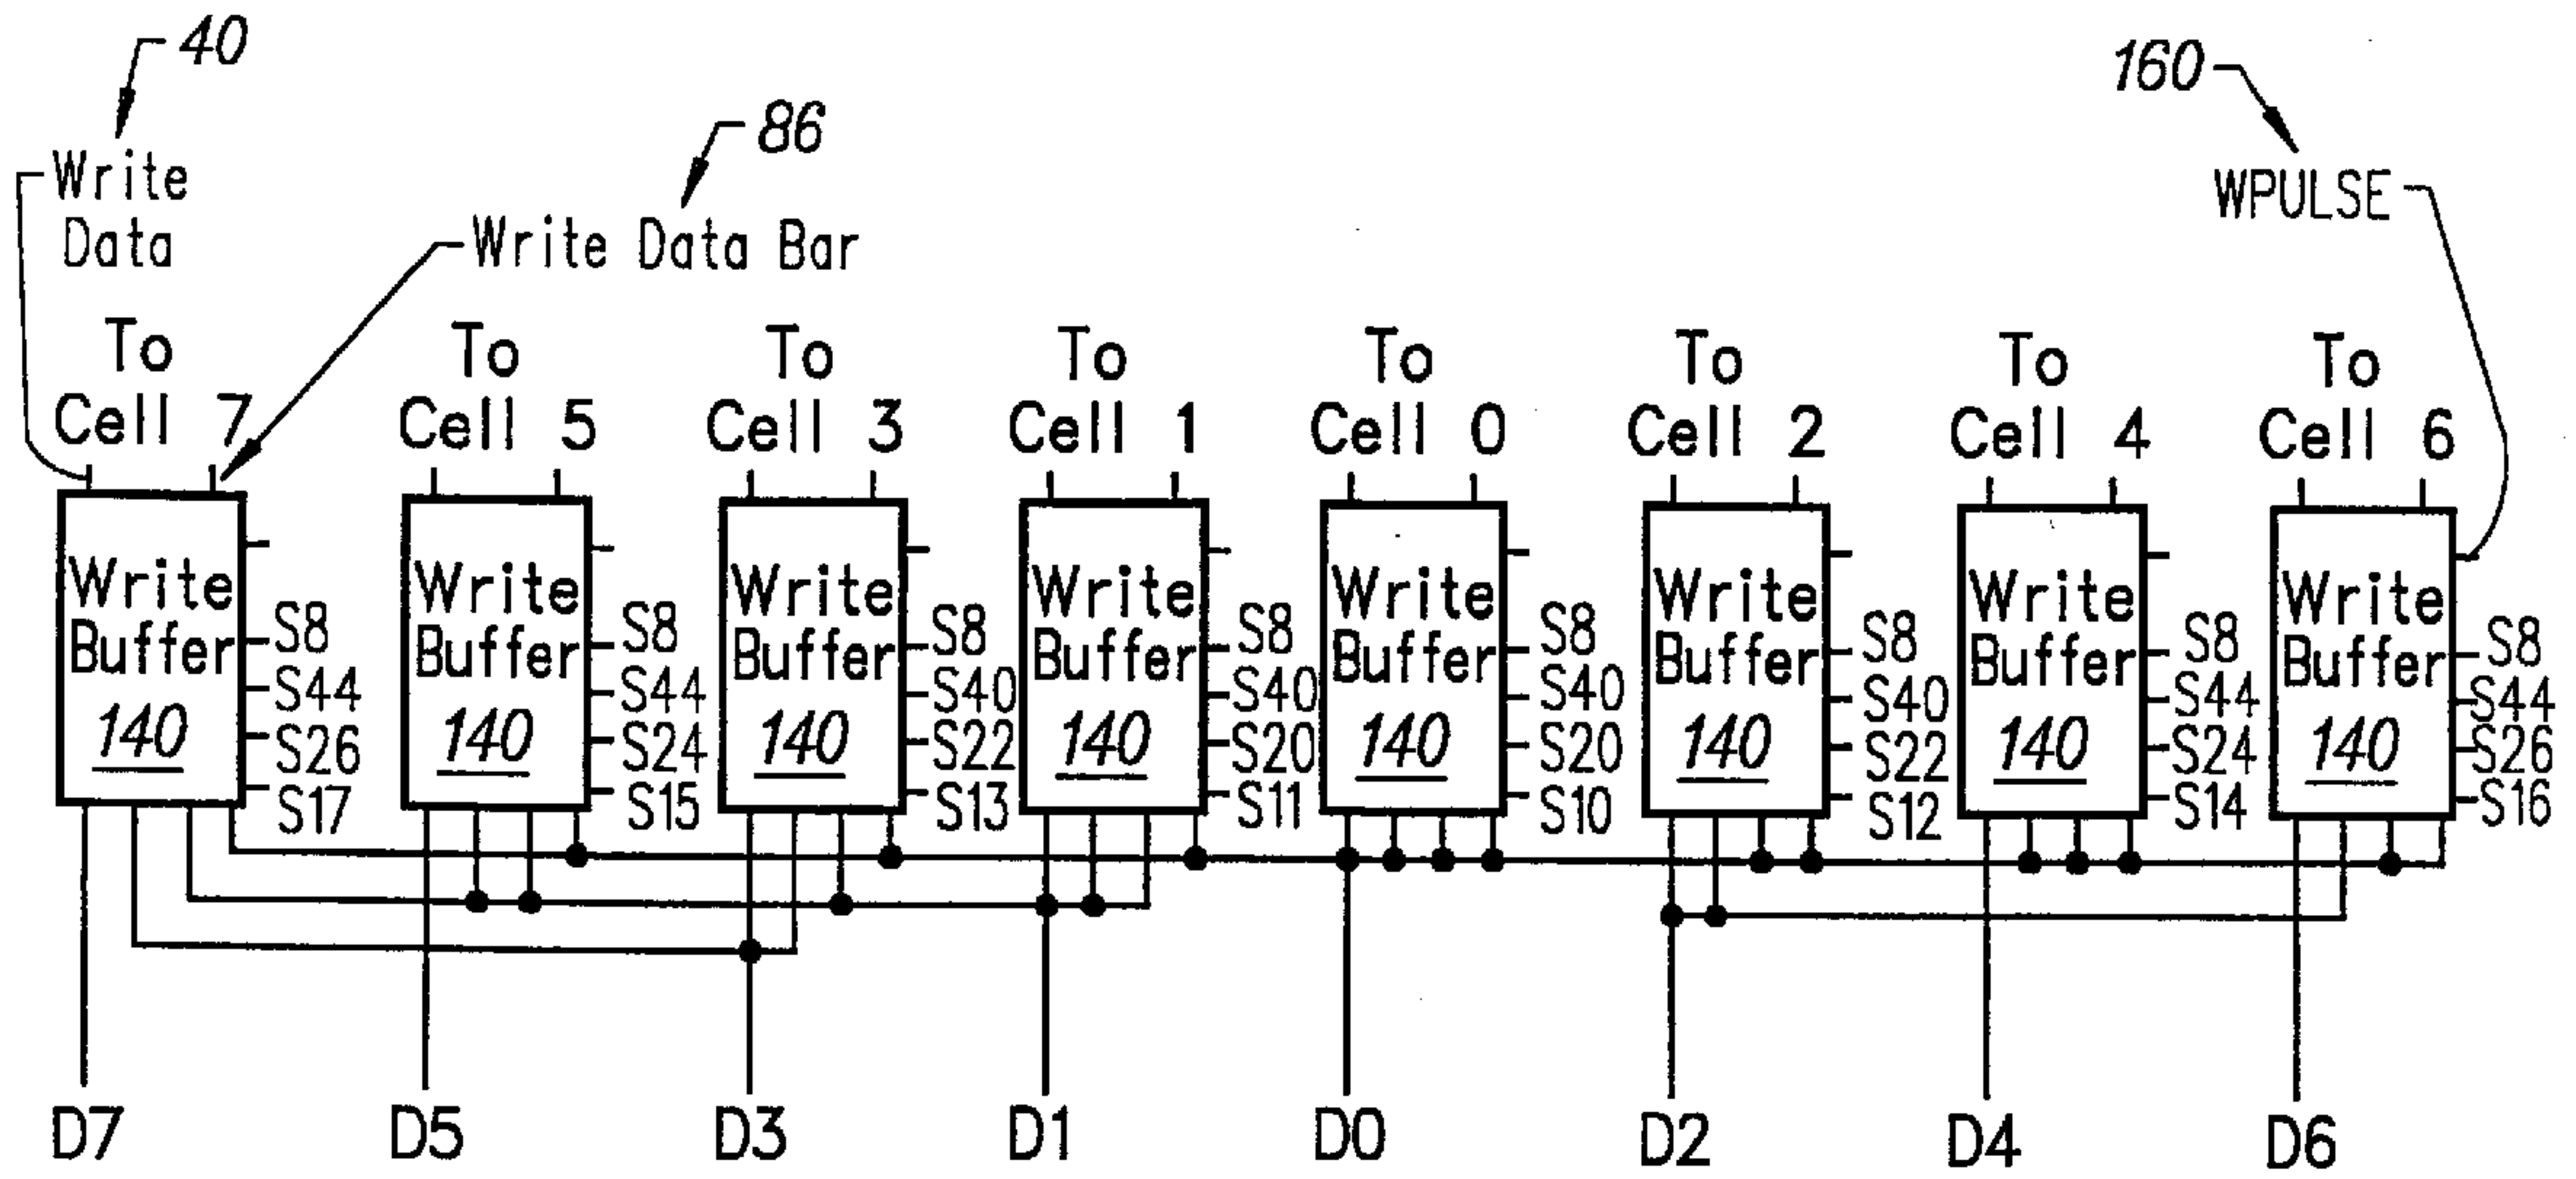 40
86
160
Write
Data
Write Data Bar
WPULSE
To To To To To To To To
Cell 7 Cell 5 Cell 3 Cell 1 Cell 0 Cell 2 Cell 4 Cell 6
Write Write Write Write Write Write Write Write
Buffer Buffer Buffer Buffer Buffer Buffer Buffer Buffer
140 140 140 140 140 140 140 140
S8 S8 S8 S8 S8 S8 S8 S8
S44 S44 S40 S40 S40 S40 S44 S44
S26 S24 S22 S20 S20 S22 S24 S26
S17 S15 S13 S11 S10 S12 S14 S16
D7 D5 D3 D1 D0 D2 D4 D6